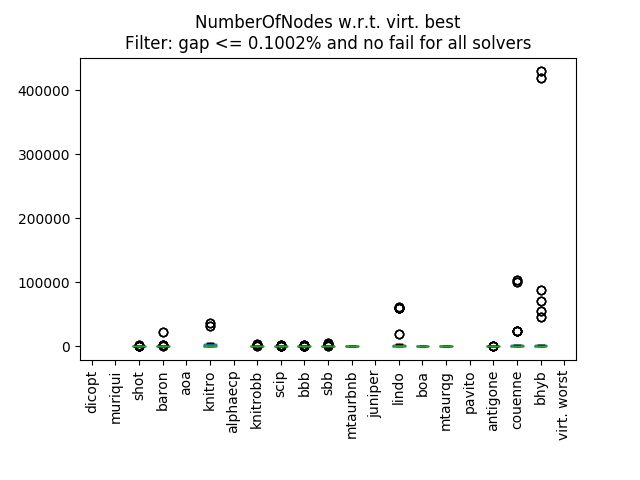 NumberOfNodes w.r.t. virt. best
Filter: gap <= 0.1002% and no fail for all solvers
400000
300000
200000
100000
0
dicopt
muriqui
shot
baron
aoa
knitro
alphaecp
knitrobb
scip
bbb
sbb
mtaurbnb
juniper
lindo
boa
mtaurqg
pavito
antigone
couenne
bhyb
virt. worst